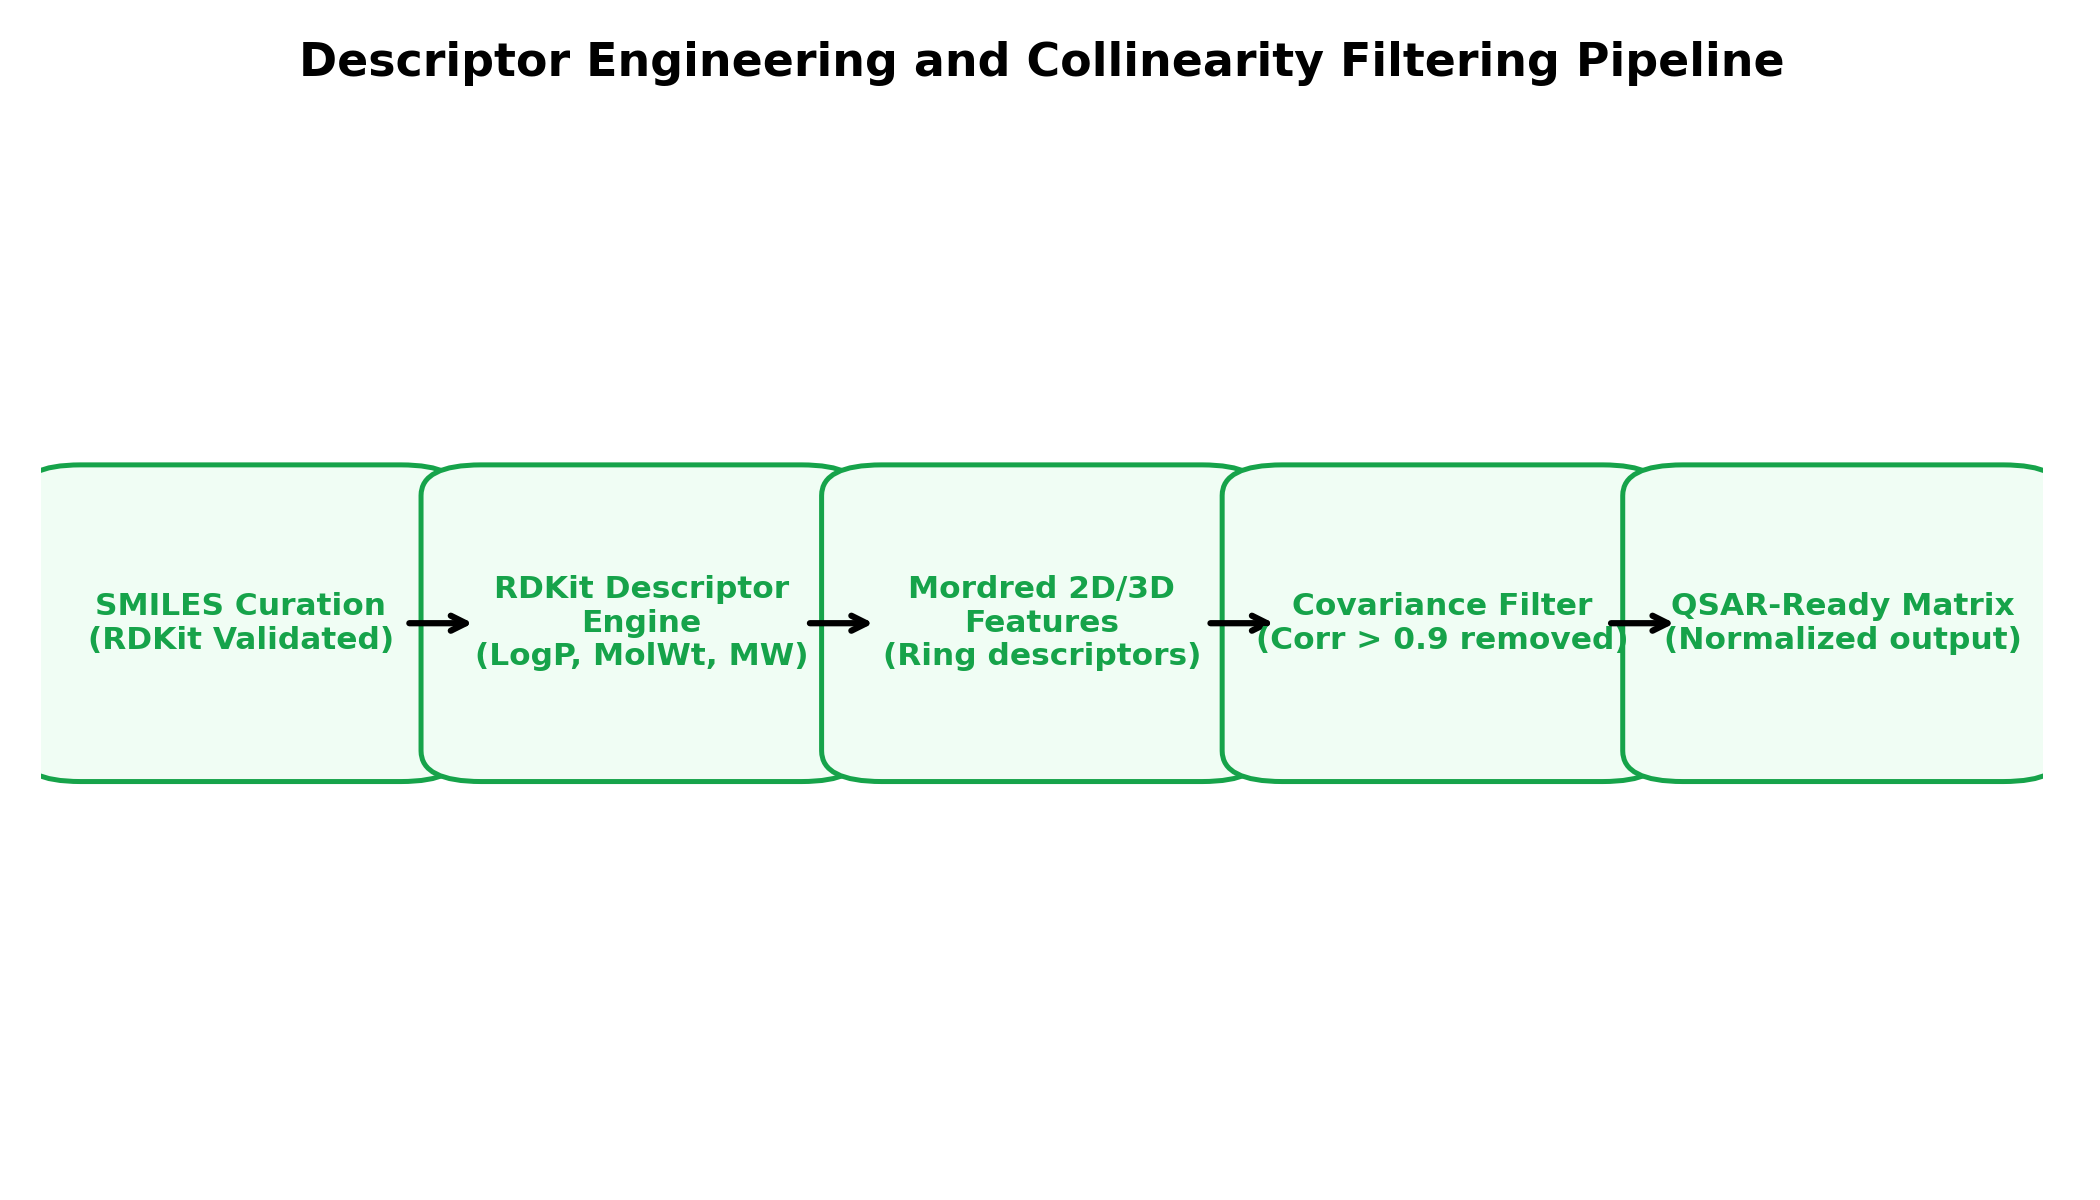 Descriptor Engineering and Collinearity Filtering Pipeline
SMILES Curation
(RDKit Validated)
RDKit Descriptor
Engine
(LogP, MolWt, MW)
Mordred 2D/3D
Features
(Ring descriptors)
Covariance Filter
(Corr > 0.9 removed)
QSAR-Ready Matrix
(Normalized output)